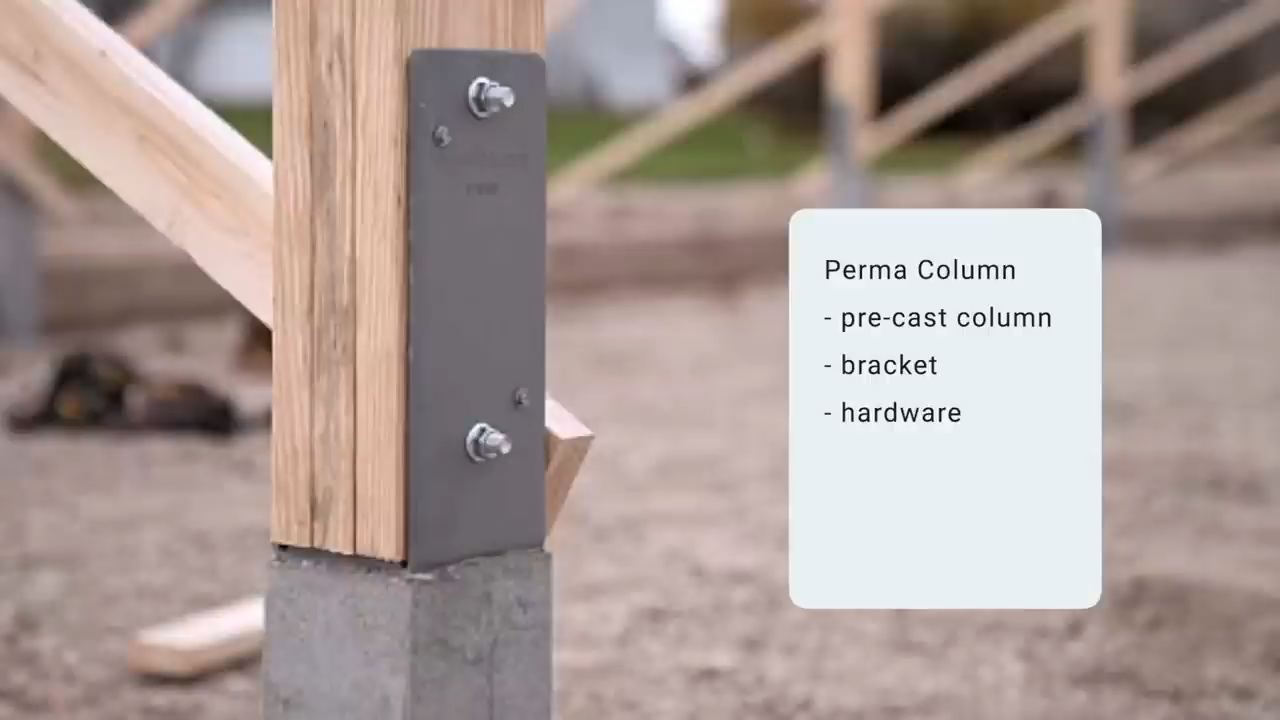 Perma Column
- pre-cast column
- bracket
- hardware